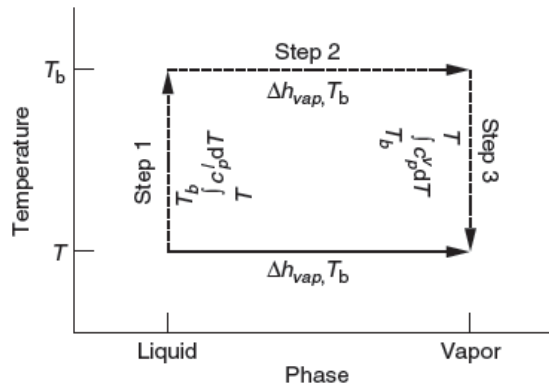 Temperature
T_b
T
Step 1
T_b
∫ c_p^l dT
T
Step 2
Δh_vap, T_b
T
∫ c_p^v dT
T_b
Step 3
Δh_vap, T_b
Liquid
Vapor
Phase